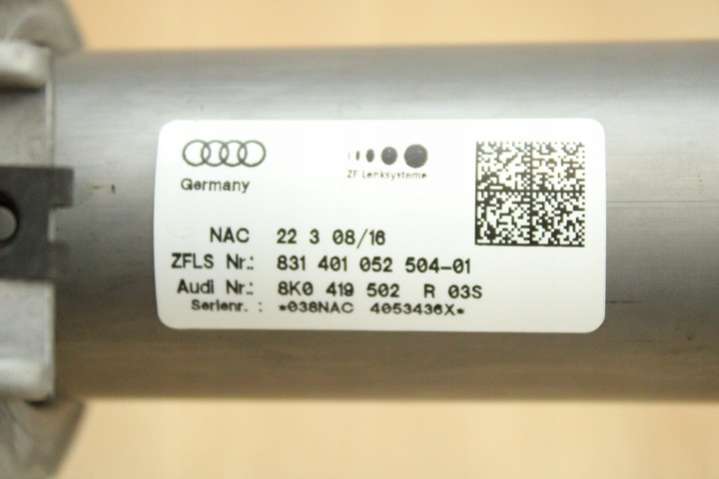 Germany
ZF Lenksysteme
NAC 22 3 08/16
ZFLS Nr.: 831 401 052 504-01
Audi Nr.: 8K0 419 502 R 03S
Serienr. : *038NAC 4053436X*